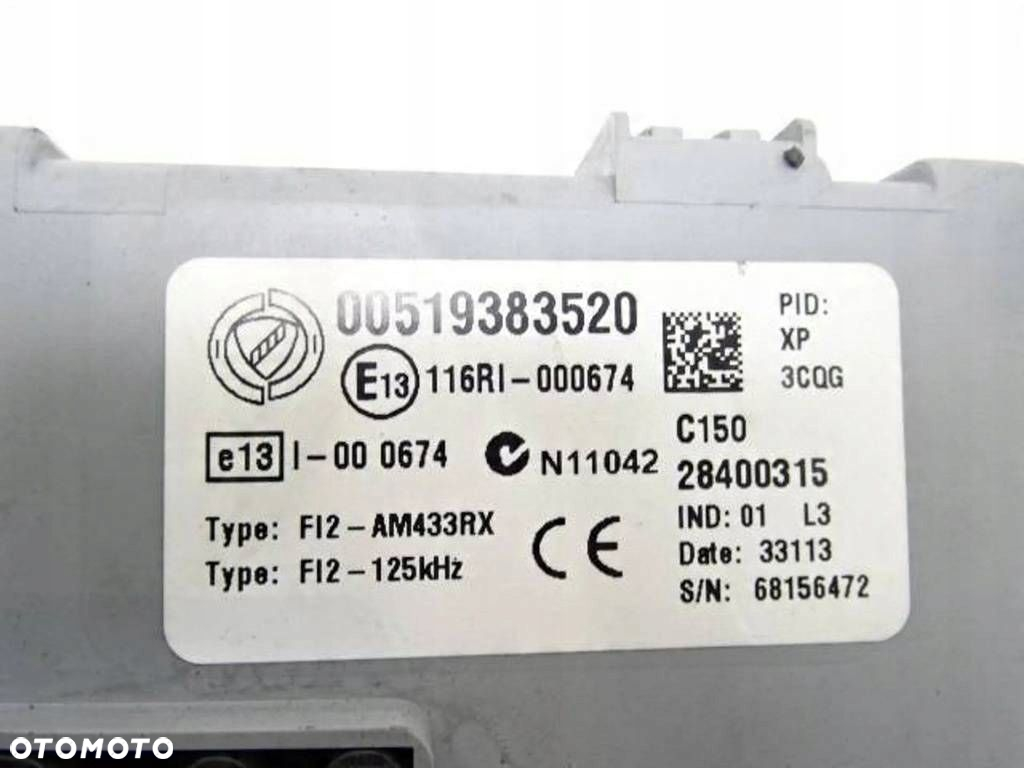 00519383520
E13 116RI-000674
e13 I-00 0674
N11042
Type: FI2-AM433RX
Type: FI2-125kHz
PID:
XP
3CQG
C150
28400315
IND: 01 L3
Date: 33113
S/N: 68156472
CE
OTOMOTO